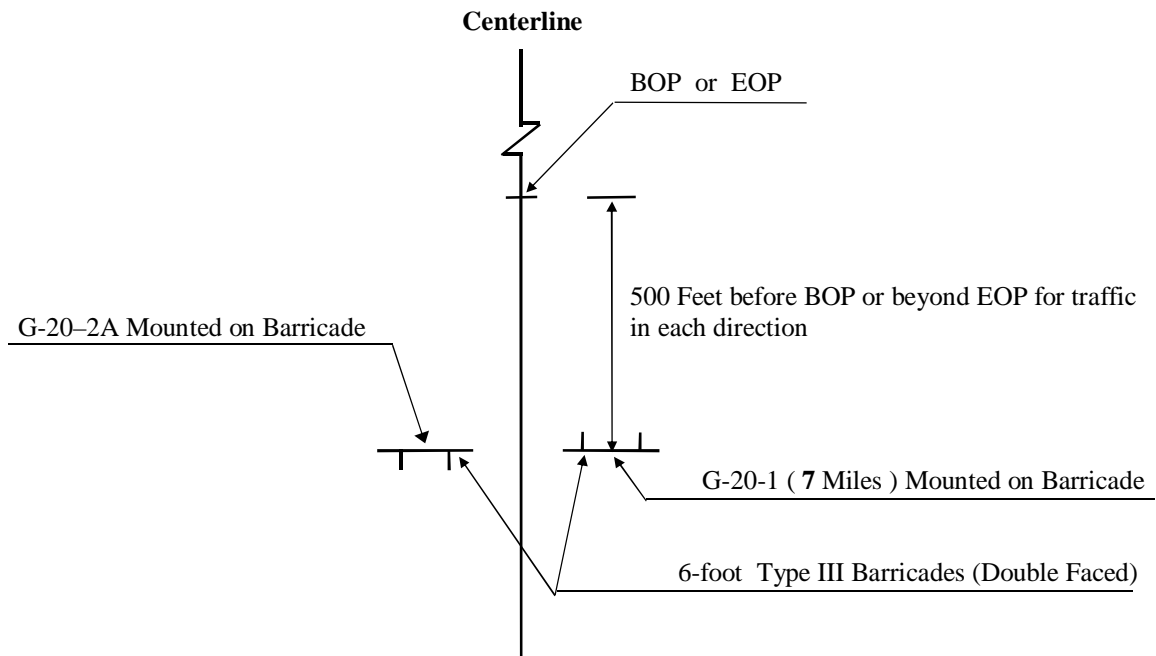 Centerline
BOP or EOP
500 Feet before BOP or beyond EOP for traffic
in each direction
G-20–2A Mounted on Barricade
G-20-1 ( 7 Miles ) Mounted on Barricade
6-foot Type III Barricades (Double Faced)